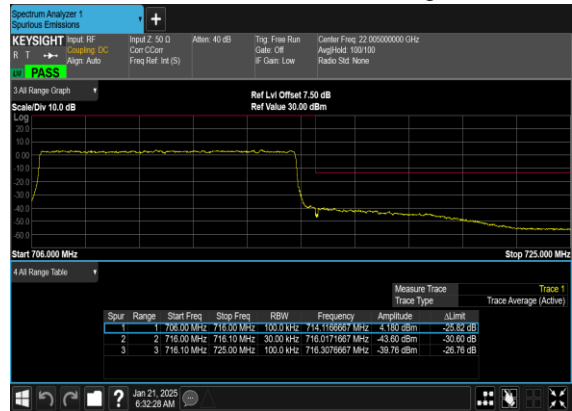 Spectrum Analyzer 1
Spurious Emissions
+
KEYSIGHT Input: RF Input Z: 50 Ω Atten: 40 dB Trig: Free Run Center Freq: 22.005000000 GHz
R T Coupling: DC Corr CCorr Gate: Off Avg|Hold: 100/100
Align: Auto Freq Ref: Int (S) IF Gain: Low Radio Std: None
PASS
3 All Range Graph
Ref Lvl Offset 7.50 dB
Scale/Div 10.0 dB Ref Value 30.00 dBm
Log
20.0
10.0
0.00
-10.0
-20.0
-30.0
-40.0
-50.0
-60.0
Start 706.000 MHz Stop 725.000 MHz
4 All Range Table
Measure Trace Trace 1
Trace Type Trace Average (Active)
Spur Range Start Freq Stop Freq RBW Frequency Amplitude ΔLimit
1 1 706.00 MHz 716.00 MHz 100.0 kHz 714.1166667 MHz 4.180 dBm -25.82 dB
2 2 716.00 MHz 716.10 MHz 30.00 kHz 716.0171667 MHz -43.60 dBm -30.60 dB
3 3 716.10 MHz 725.00 MHz 100.0 kHz 716.3076667 MHz -39.76 dBm -26.76 dB
? Jan 21, 2025
6:32:28 AM